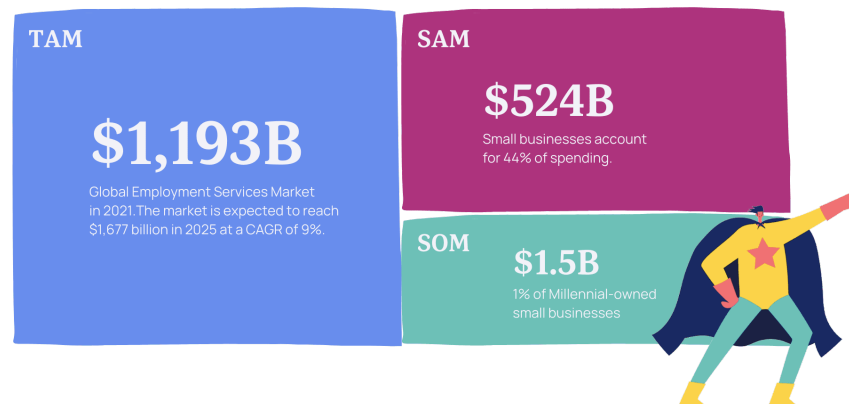 TAM
$1,193B
Global Employment Services Market
in 2021.The market is expected to reach
$1,677 billion in 2025 at a CAGR of 9%.
SAM
$524B
Small businesses account
for 44% of spending.
SOM
$1.5B
1% of Millennial-owned
small businesses